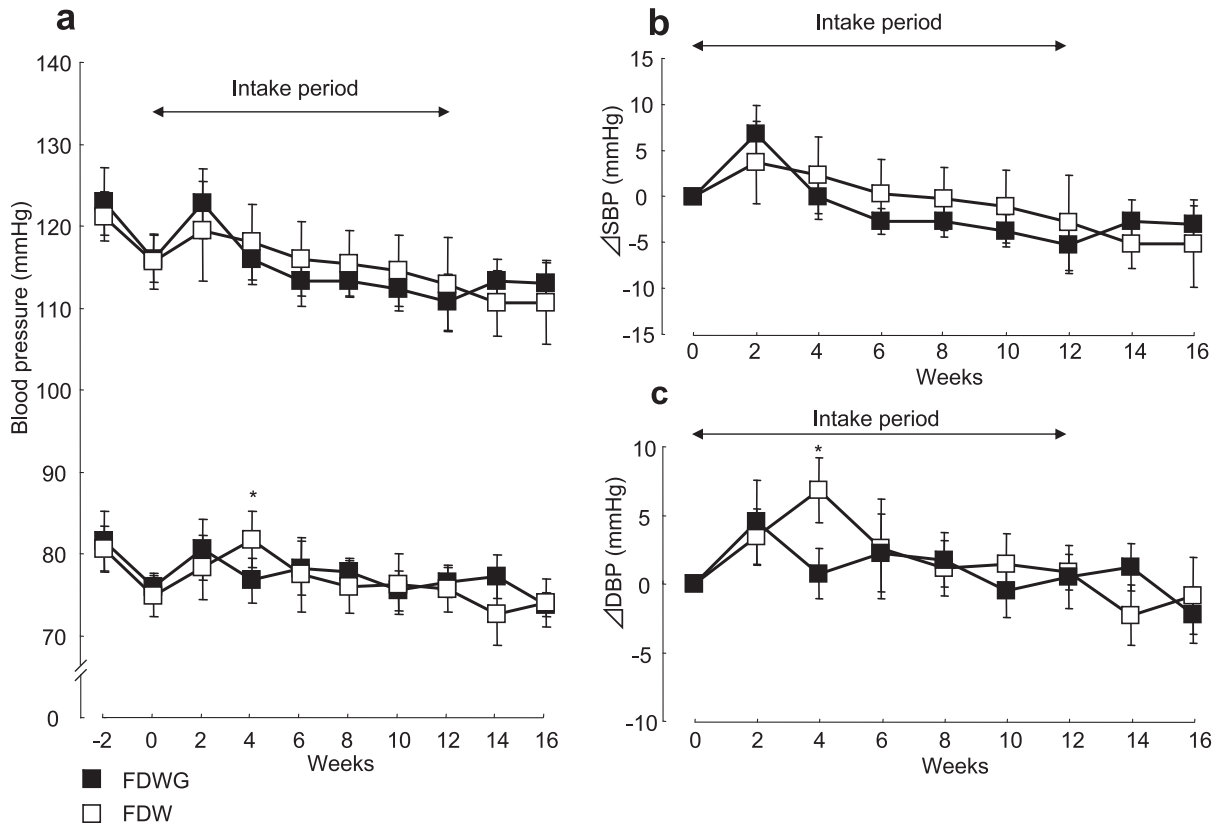 a
Intake period
Blood pressure (mmHg)
140
130
120
110
100
90
80
70
0
*
-2 0 2 4 6 8 10 12 14 16
Weeks
FDWG
FDW
b
Intake period
⊿SBP (mmHg)
15
10
5
0
-5
-10
-15
0 2 4 6 8 10 12 14 16
Weeks
c
Intake period
⊿DBP (mmHg)
10
*
5
0
-5
-10
0 2 4 6 8 10 12 14 16
Weeks